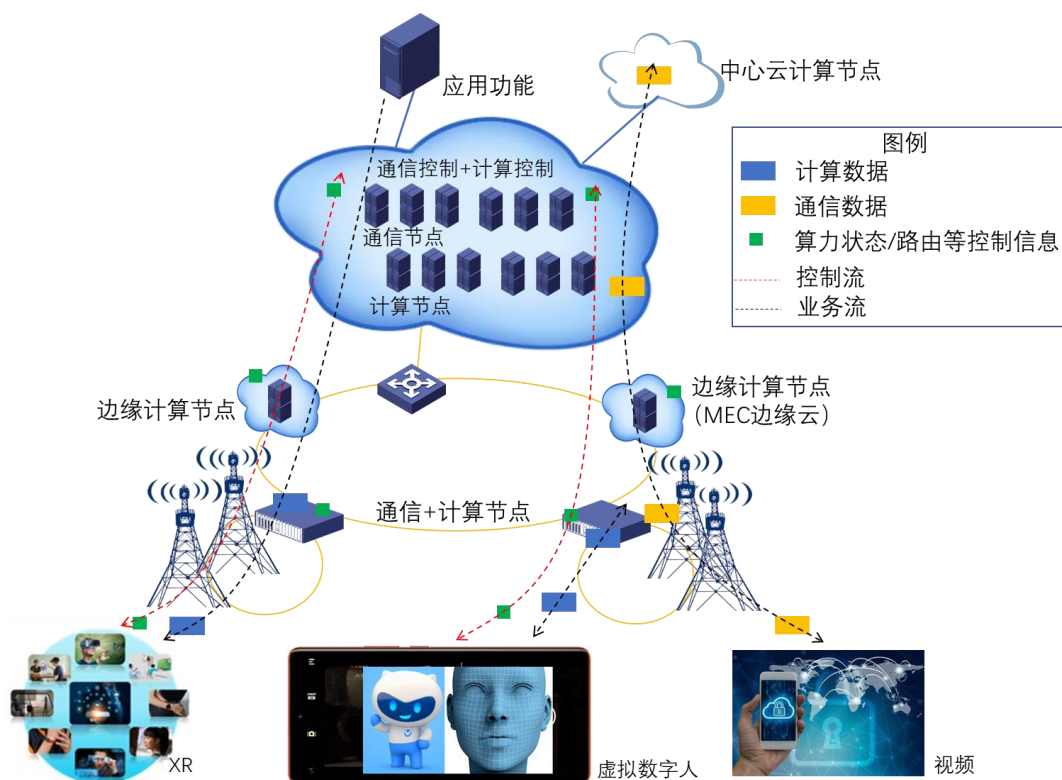 应用功能
中心云计算节点
图例
计算数据
通信数据
算力状态/路由等控制信息
控制流
业务流
通信控制+计算控制
通信节点
计算节点
边缘计算节点
边缘计算节点
(MEC边缘云)
通信+计算节点
XR
虚拟数字人
视频